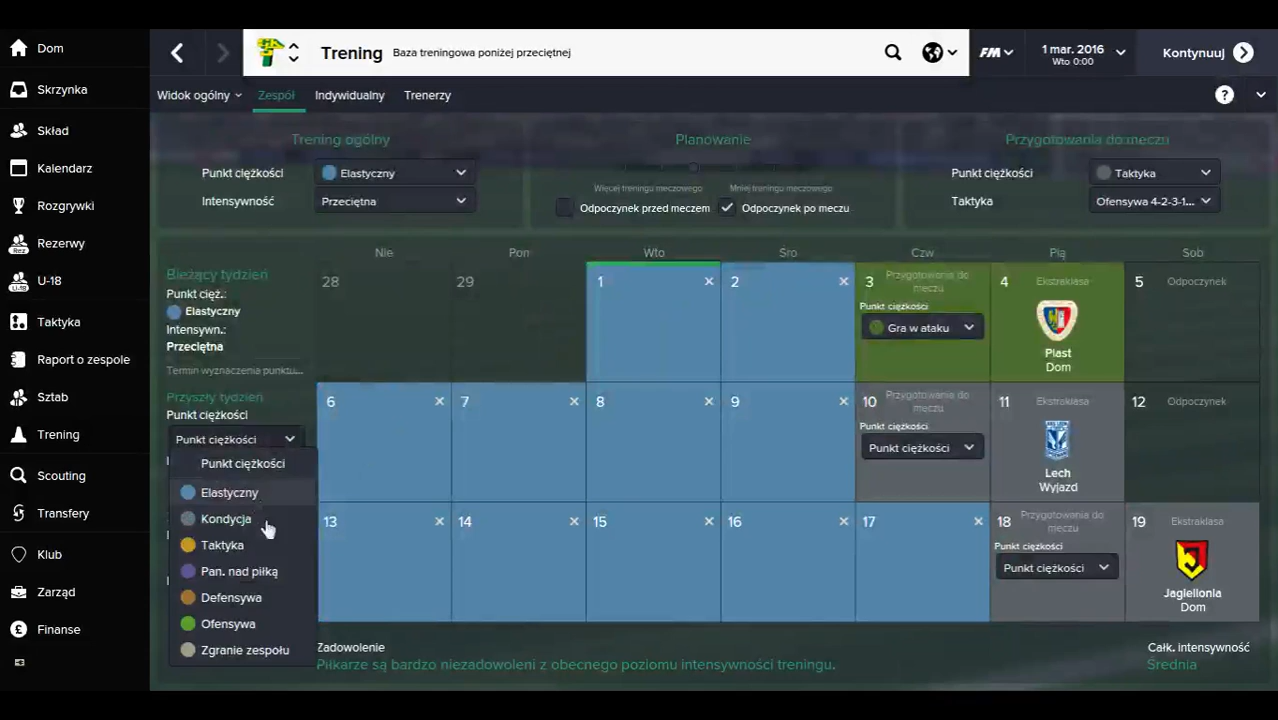 Dom
Skrzynka
Skład
Kalendarz
Rozgrywki
Rezerwy
U-18
Taktyka
Raport o zespole
Sztab
Trening
Scouting
Transfery
Klub
Zarząd
Finanse
Trening
Baza treningowa poniżej przeciętnej
FM
1 mar. 2016
Wto 0:00
Kontynuuj
Widok ogólny
Zespół
Indywidualny
Trenerzy
?
Trening ogólny
Punkt ciężkości
Elastyczny
Intensywność
Przeciętna
Planowanie
Więcej treningu meczowego
Mniej treningu meczowego
Odpoczynek przed meczem
Odpoczynek po meczu
Przygotowania do meczu
Punkt ciężkości
Taktyka
Taktyka
Ofensywa 4-2-3-1...
Nie
Pon
Wto
Sro
Czw
Pią
Sob
Bieżący tydzień
Punkt cięż.:
Elastyczny
Intensywn.:
Przeciętna
Termin wyznaczenia punktu...
28
29
1
2
3
Przygotowania do
meczu
Punkt ciężkości
Gra w ataku
4
Ekstraklasa
Piast
Dom
5
Odpoczynek
Przyszły tydzień
Punkt ciężkości
Punkt ciężkości
Punkt ciężkości
Elastyczny
Kondycja
Taktyka
Pan. nad piłką
Defensywa
Ofensywa
Zgranie zespołu
6
7
8
9
10
Przygotowania do
meczu
Punkt ciężkości
Punkt ciężkości
11
Ekstraklasa
Lech
Wyjazd
12
Odpoczynek
13
14
15
16
17
18
Przygotowania do
meczu
Punkt ciężkości
Punkt ciężkości
19
Ekstraklasa
Jagiellonia
Dom
Zadowolenie
Piłkarze są bardzo niezadowoleni z obecnego poziomu intensywności treningu.
Całk. intensywność
Średnia